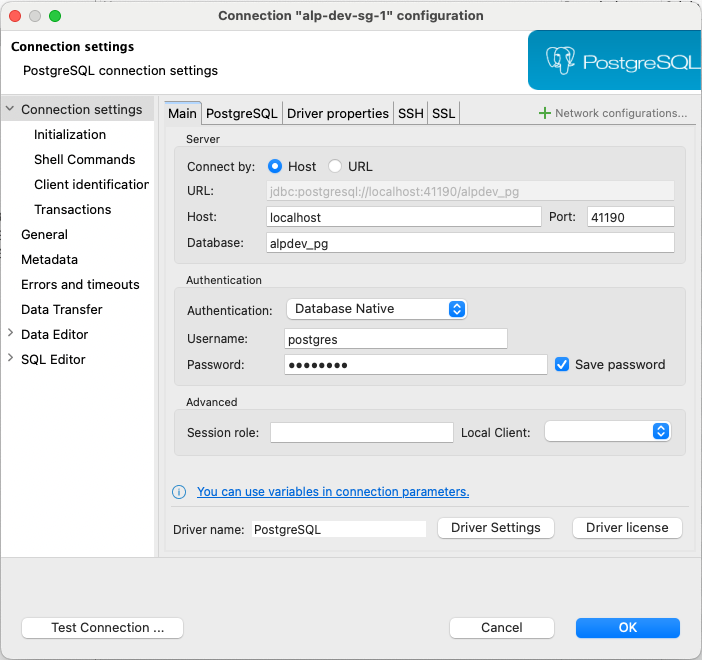 Connection "alp-dev-sg-1" configuration
Connection settings
PostgreSQL connection settings
PostgreSQL
Connection settings
Initialization
Shell Commands
Client identification
Transactions
General
Metadata
Errors and timeouts
Data Transfer
Data Editor
SQL Editor
Main PostgreSQL Driver properties SSH SSL Network configurations...
Server
Connect by: Host URL
URL: jdbc:postgresql://localhost:41190/alpdev_pg
Host: localhost Port: 41190
Database: alpdev_pg
Authentication
Authentication: Database Native
Username: postgres
Password: •••••••• Save password
Advanced
Session role: Local Client:
You can use variables in connection parameters.
Driver name: PostgreSQL Driver Settings Driver license
Test Connection ... Cancel OK